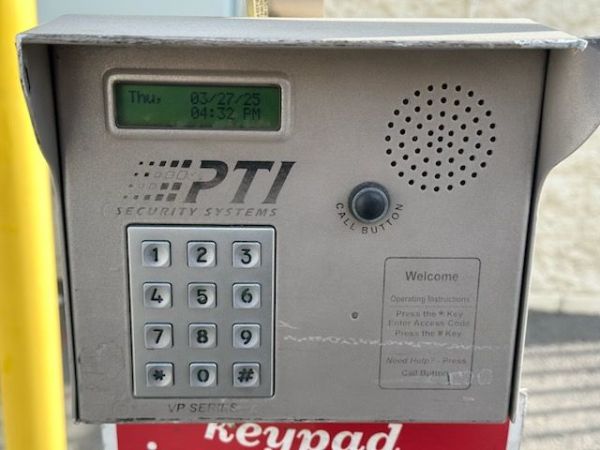 Thu, 03/27/25
04:32 PM
PTI
SECURITY SYSTEMS
CALL BUTTON
1 2 3
4 5 6
7 8 9
* 0 #
VP SERIES
Welcome
Operating Instructions
Press the * Key
Enter Access Code
Press the # Key
Need Help? - Press
Call Button
keypad